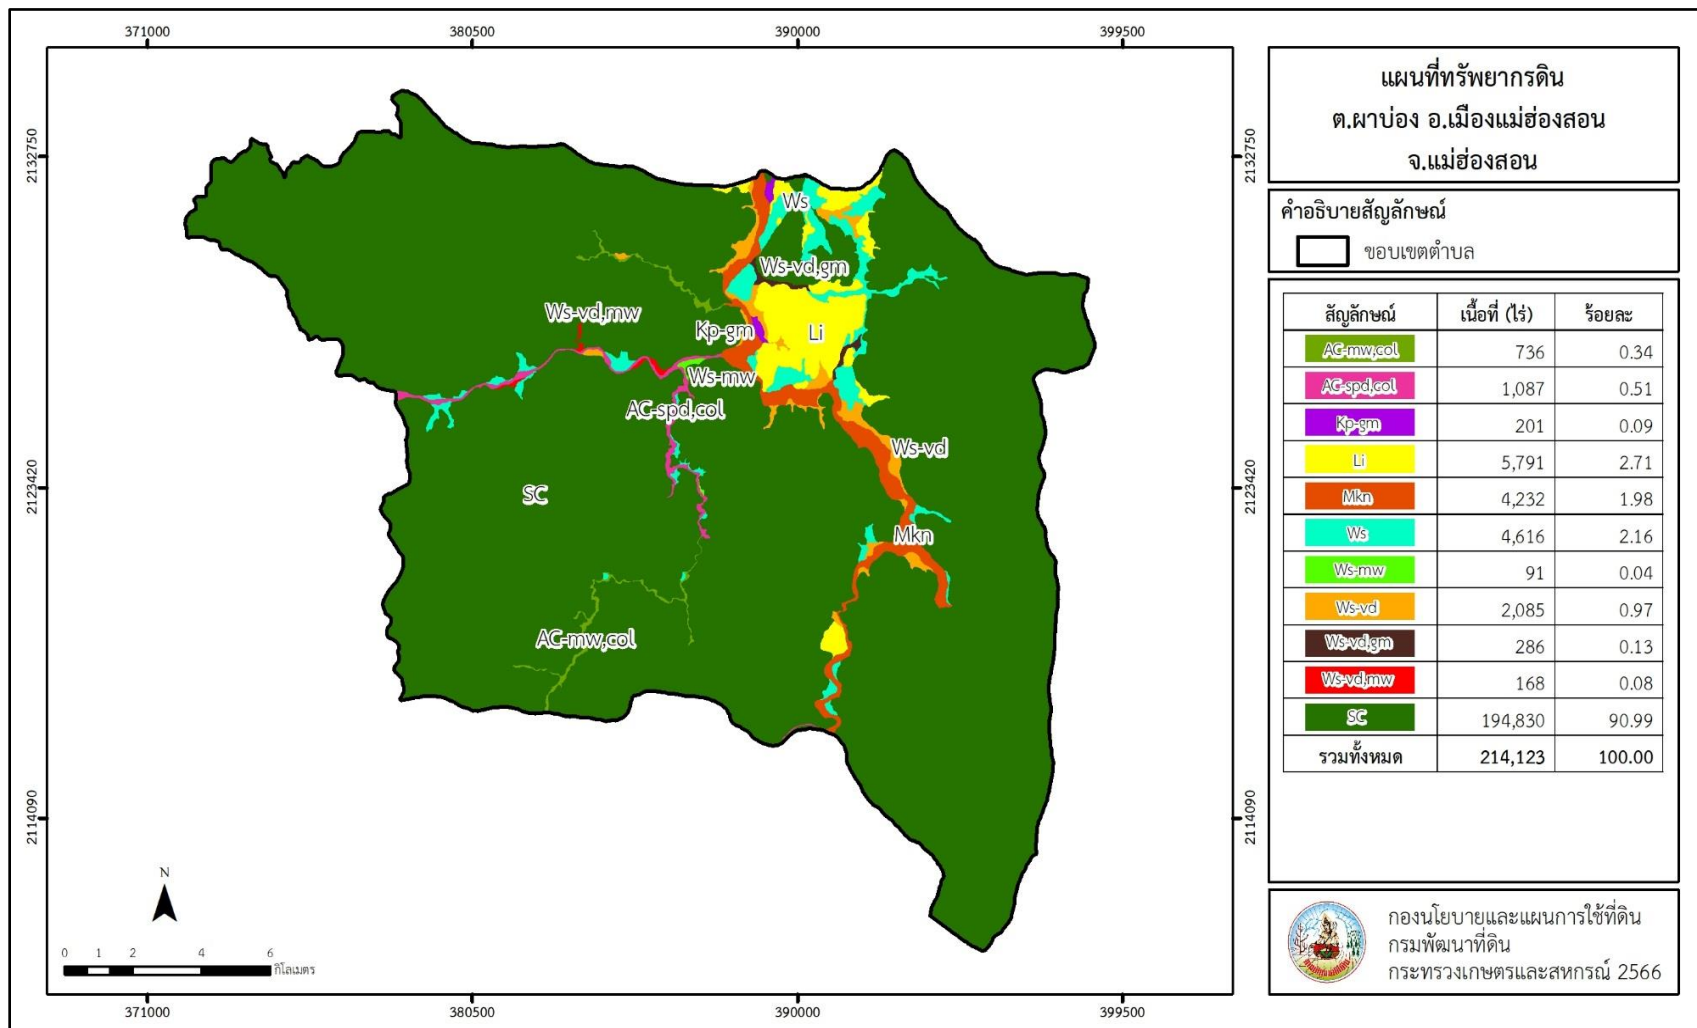 371000 380500 390000 399500
2132750 2132750
2123420 2123420
2114090 2114090
371000 380500 390000 399500
Ws
Ws-vd,gm
Ws-vd,mw
Kp-gm
Li
Ws-mw
AC-spd,col
Ws-vd
SC
Mkn
AC-mw,col
N
0 1 2 4 6
กิโลเมตร
แผนที่ทรัพยากรดิน
ต.ผาบ่อง อ.เมืองแม่ฮ่องสอน
จ.แม่ฮ่องสอน
คำอธิบายสัญลักษณ์
ขอบเขตตำบล
สัญลักษณ์ เนื้อที่ (ไร่) ร้อยละ
AC-mw,col 736 0.34
AC-spd,col 1,087 0.51
Kp-gm 201 0.09
Li 5,791 2.71
Mkn 4,232 1.98
Ws 4,616 2.16
Ws-mw 91 0.04
Ws-vd 2,085 0.97
Ws-vd,gm 286 0.13
Ws-vd,mw 168 0.08
SC 194,830 90.99
รวมทั้งหมด 214,123 100.00
กองนโยบายและแผนการใช้ที่ดิน
กรมพัฒนาที่ดิน
กระทรวงเกษตรและสหกรณ์ 2566